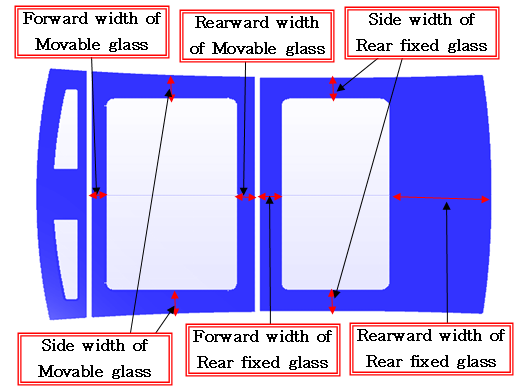 Forward width of
Movable glass
Rearward width
of Movable glass
Side width of
Rear fixed glass
Side width of
Movable glass
Forward width of
Rear fixed glass
Rearward width of
Rear fixed glass